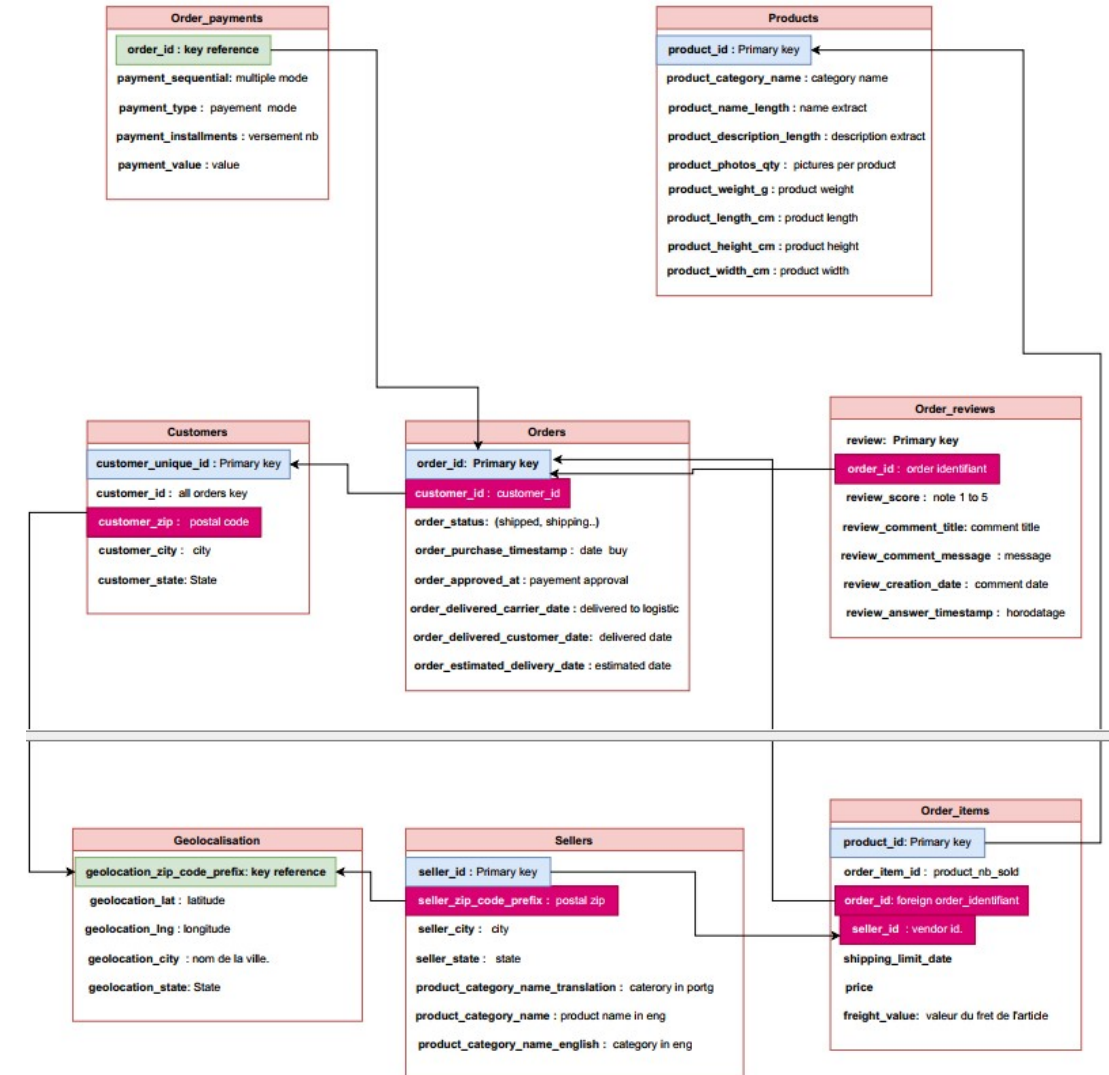 Order_payments
order_id : key reference
payment_sequential: multiple mode
payment_type : payement mode
payment_installments : versement nb
payment_value : value
Products
product_id : Primary key
product_category_name : category name
product_name_length : name extract
product_description_length : description extract
product_photos_qty : pictures per product
product_weight_g : product weight
product_length_cm : product length
product_height_cm : product height
product_width_cm : product width
Customers
customer_unique_id : Primary key
customer_id : all orders key
customer_zip : postal code
customer_city : city
customer_state: State
Orders
order_id: Primary key
customer_id : customer_id
order_status: (shipped, shipping..)
order_purchase_timestamp : date buy
order_approved_at : payement approval
order_delivered_carrier_date : delivered to logistic
order_delivered_customer_date: delivered date
order_estimated_delivery_date : estimated date
Order_reviews
review: Primary key
order_id : order identifiant
review_score : note 1 to 5
review_comment_title: comment title
review_comment_message : message
review_creation_date : comment date
review_answer_timestamp : horodatage
Geolocalisation
geolocation_zip_code_prefix: key reference
geolocation_lat : latitude
geolocation_lng : longitude
geolocation_city : nom de la ville.
geolocation_state: State
Sellers
seller_id : Primary key
seller_zip_code_prefix : postal zip
seller_city : city
seller_state : state
product_category_name_translation : caterory in portg
product_category_name : product name in eng
product_category_name_english : category in eng
Order_items
product_id: Primary key
order_item_id : product_nb_sold
order_id: foreign order_identifiant
seller_id : vendor id.
shipping_limit_date
price
freight_value: valeur du fret de l'article